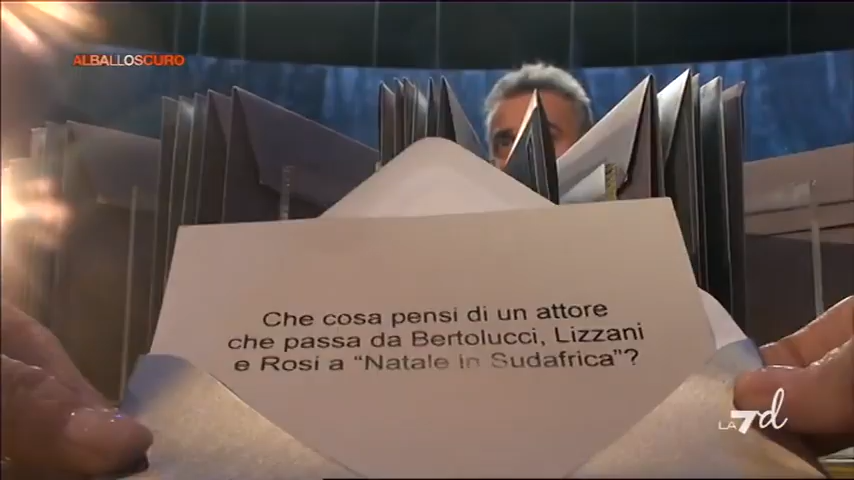 ALBALLOSCURO
Che cosa pensi di un attore
che passa da Bertolucci, Lizzani
e Rosi a “Natale in Sudafrica”?
LA7d